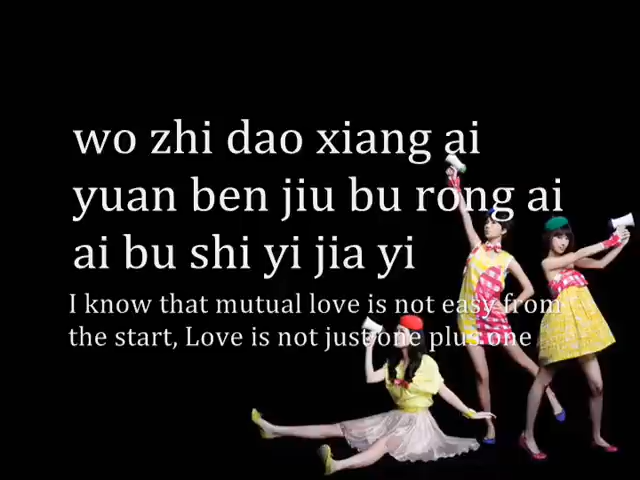 wo zhi dao xiang ai
yuan ben jiu bu rong ai
ai bu shi yi jia yi
I know that mutual love is not easy from
the start, Love is not just one plus one